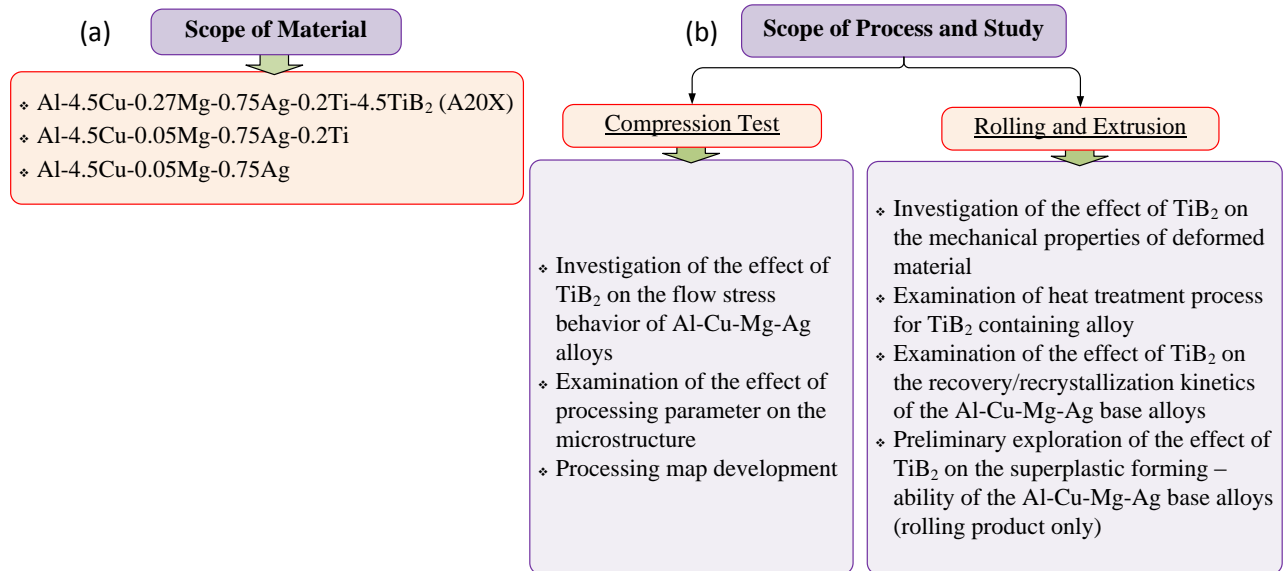 (a)
Scope of Material
❖ Al-4.5Cu-0.27Mg-0.75Ag-0.2Ti-4.5TiB₂ (A20X)
❖ Al-4.5Cu-0.05Mg-0.75Ag-0.2Ti
❖ Al-4.5Cu-0.05Mg-0.75Ag
(b)
Scope of Process and Study
Compression Test
❖ Investigation of the effect of
TiB₂ on the flow stress
behavior of Al-Cu-Mg-Ag
alloys
❖ Examination of the effect of
processing parameter on the
microstructure
❖ Processing map development
Rolling and Extrusion
❖ Investigation of the effect of TiB₂ on
the mechanical properties of deformed
material
❖ Examination of heat treatment process
for TiB₂ containing alloy
❖ Examination of the effect of TiB₂ on
the recovery/recrystallization kinetics
of the Al-Cu-Mg-Ag base alloys
❖ Preliminary exploration of the effect of
TiB₂ on the superplastic forming –
ability of the Al-Cu-Mg-Ag base alloys
(rolling product only)